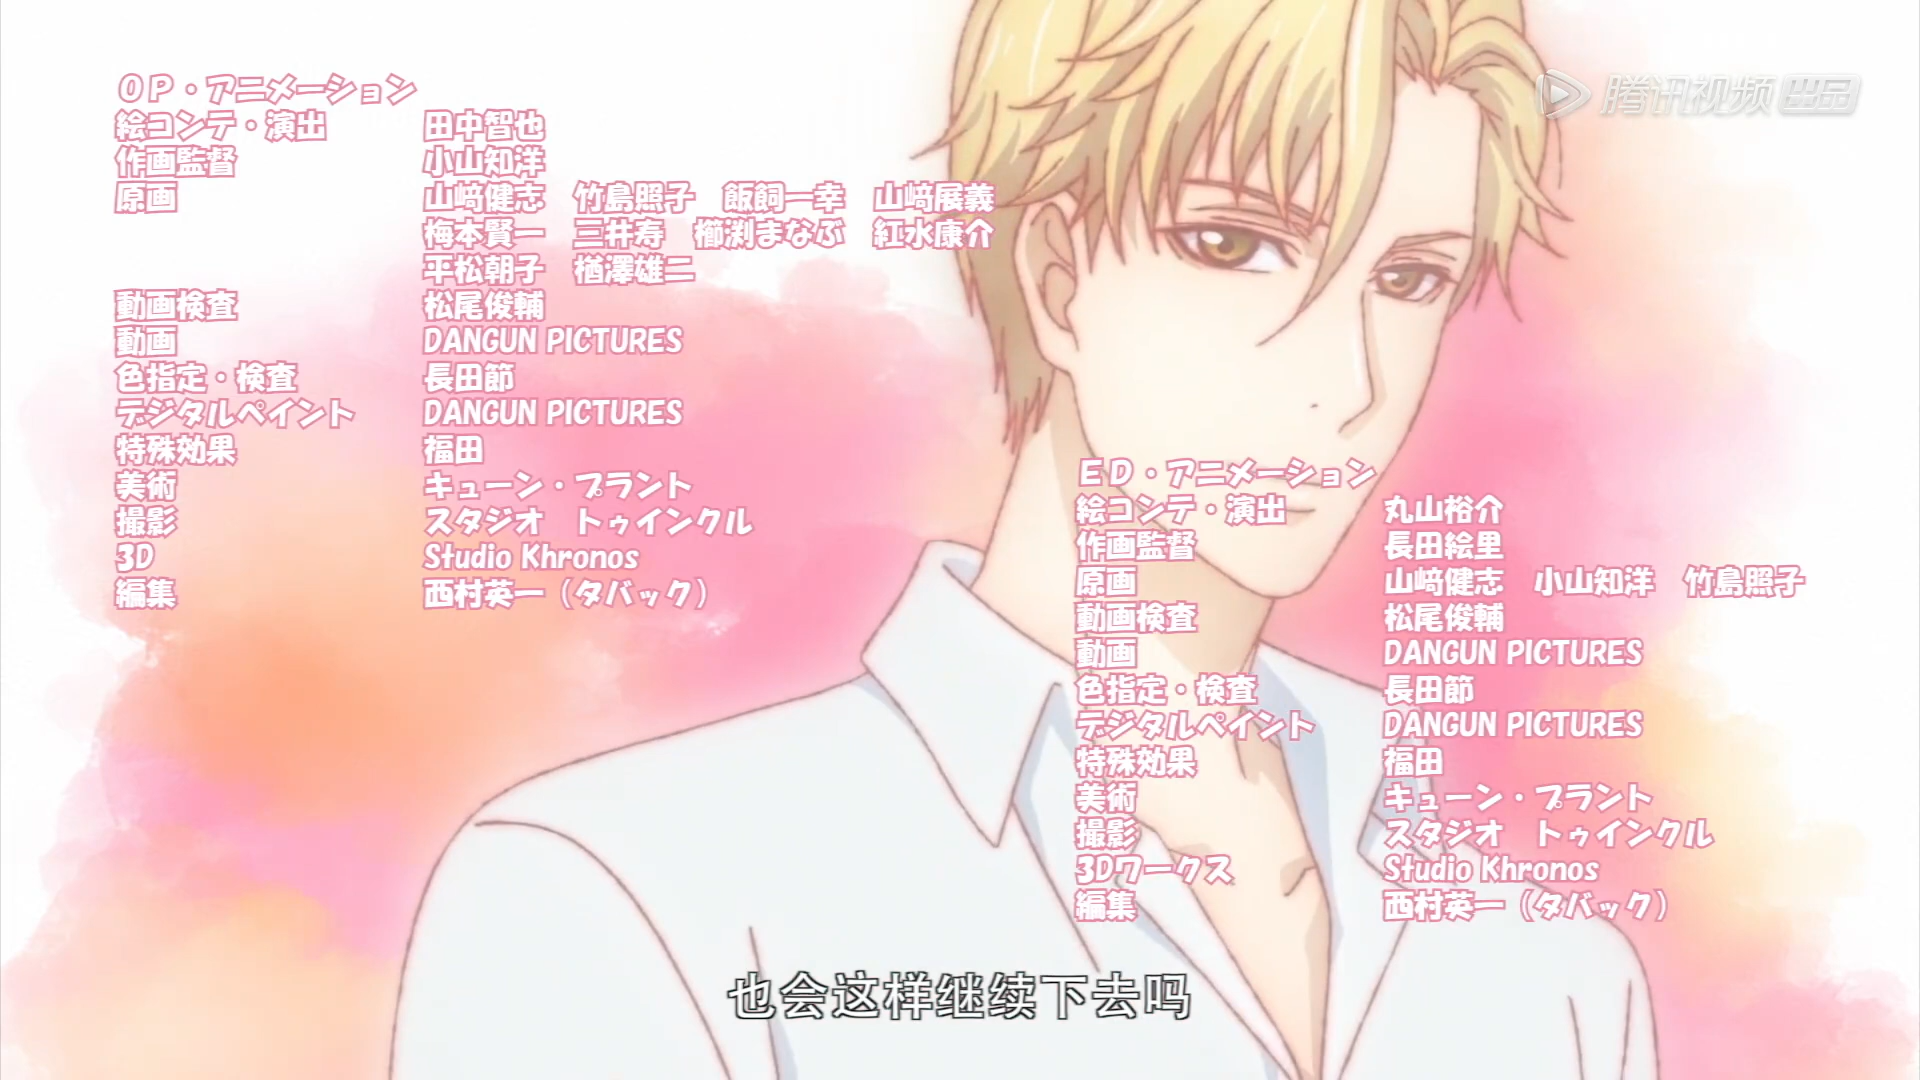 腾讯视频 出品
OP・アニメーション
絵コンテ・演出 田中智也
作画監督 小山知洋
原画 山﨑健志 竹島照子 飯飼一幸 山﨑展義
梅本賢一 三井寿 櫛渕まなぶ 紅水康介
平松朝子 楢澤雄二
動画検査 松尾俊輔
動画 DANGUN PICTURES
色指定・検査 長田節
デジタルペイント DANGUN PICTURES
特殊効果 福田
美術 キューン・プラント
撮影 スタジオ トゥインクル
3D Studio Khronos
編集 西村英一（タバック）
ED・アニメーション
絵コンテ・演出 丸山裕介
作画監督 長田絵里
原画 山﨑健志 小山知洋 竹島照子
動画検査 松尾俊輔
動画 DANGUN PICTURES
色指定・検査 長田節
デジタルペイント DANGUN PICTURES
特殊効果 福田
美術 キューン・プラント
撮影 スタジオ トゥインクル
3Dワークス Studio Khronos
編集 西村英一（タバック）
也会这样继续下去吗